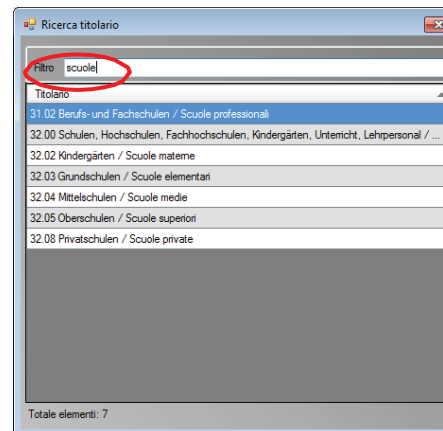 Ricerca titolario
Filtro scuole
Titolario
31.02 Berufs- und Fachschulen / Scuole professionali
32.00 Schulen, Hochschulen, Fachhochschulen, Kindergärten, Unterricht, Lehrpersonal / ...
32.02 Kindergärten / Scuole materne
32.03 Grundschulen / Scuole elementari
32.04 Mittelschulen / Scuole medie
32.05 Oberschulen / Scuole superiori
32.08 Privatschulen / Scuole private
Totale elementi: 7